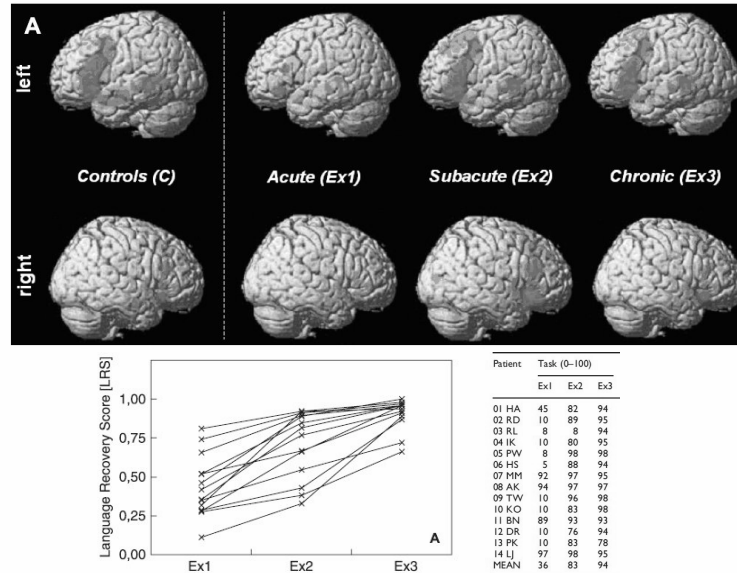 A
left
Controls (C)
Acute (Ex1)
Subacute (Ex2)
Chronic (Ex3)
right
Language Recovery Score [LRS]
1,00
0,75
0,50
0,25
0,00
Ex1 Ex2 Ex3
A
Patient Task (0–100)
Ex1 Ex2 Ex3
01 HA 45 82 94
02 RD 10 89 95
03 RL 8 8 94
04 IK 10 80 95
05 PW 8 98 98
06 HS 5 88 94
07 MM 92 97 95
08 AK 94 97 97
09 TW 10 96 98
10 KO 10 83 98
11 BN 89 93 93
12 DR 10 76 94
13 PK 10 83 78
14 LJ 97 98 95
MEAN 36 83 94